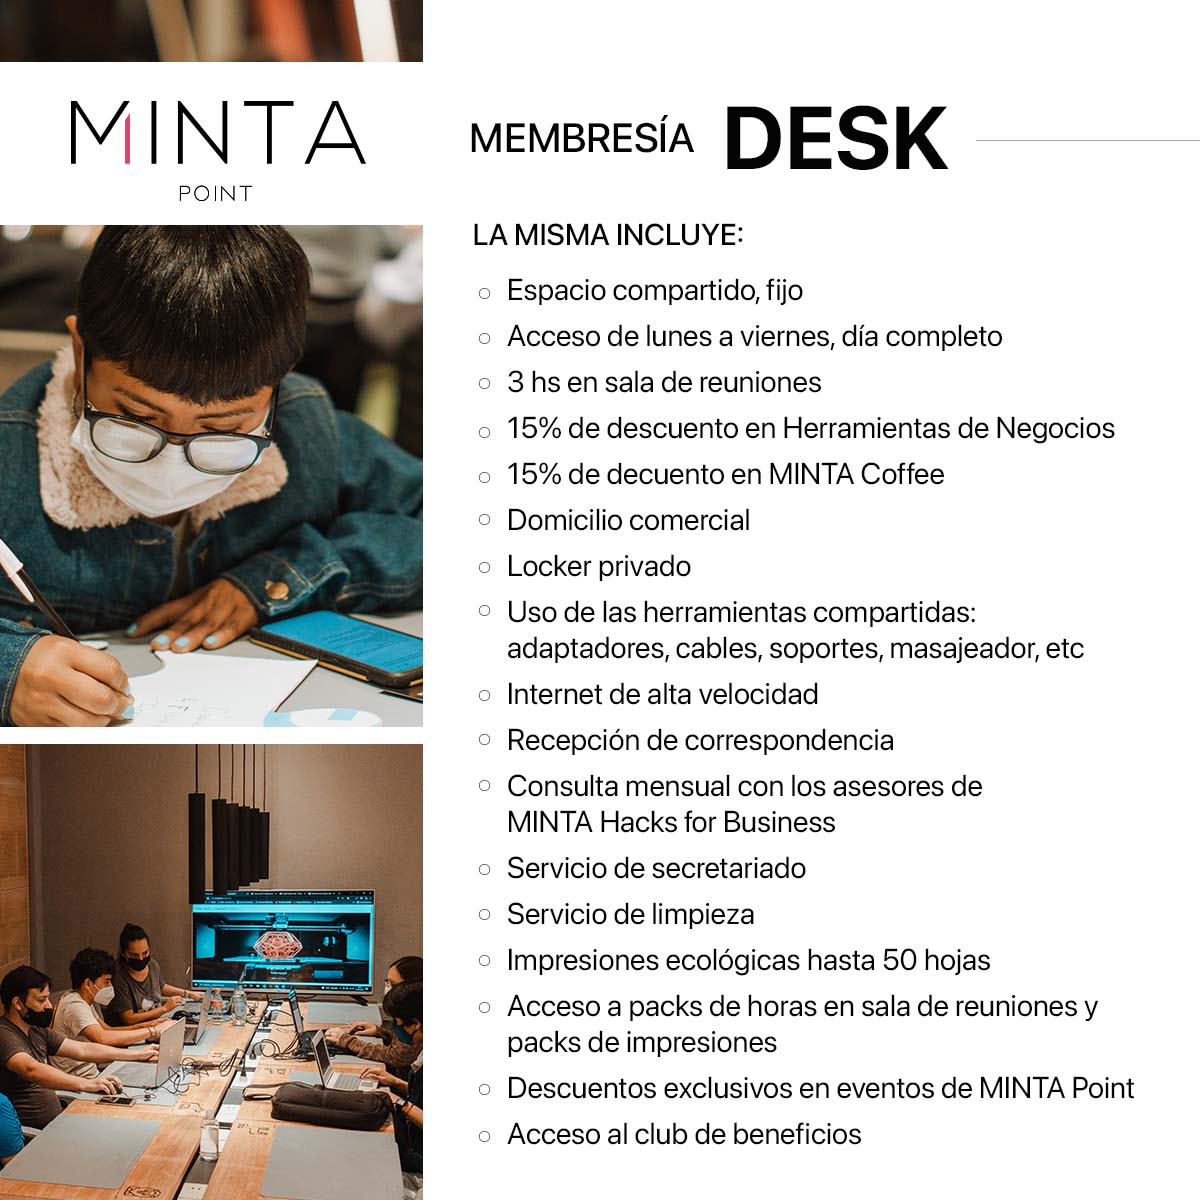 MINTA
POINT
MEMBRESÍA DESK
LA MISMA INCLUYE:
Espacio compartido, fijo
Acceso de lunes a viernes, día completo
3 hs en sala de reuniones
15% de descuento en Herramientas de Negocios
15% de decuento en MINTA Coffee
Domicilio comercial
Locker privado
Uso de las herramientas compartidas:
adaptadores, cables, soportes, masajeador, etc
Internet de alta velocidad
Recepción de correspondencia
Consulta mensual con los asesores de
MINTA Hacks for Business
Servicio de secretariado
Servicio de limpieza
Impresiones ecológicas hasta 50 hojas
Acceso a packs de horas en sala de reuniones y
packs de impresiones
Descuentos exclusivos en eventos de MINTA Point
Acceso al club de beneficios